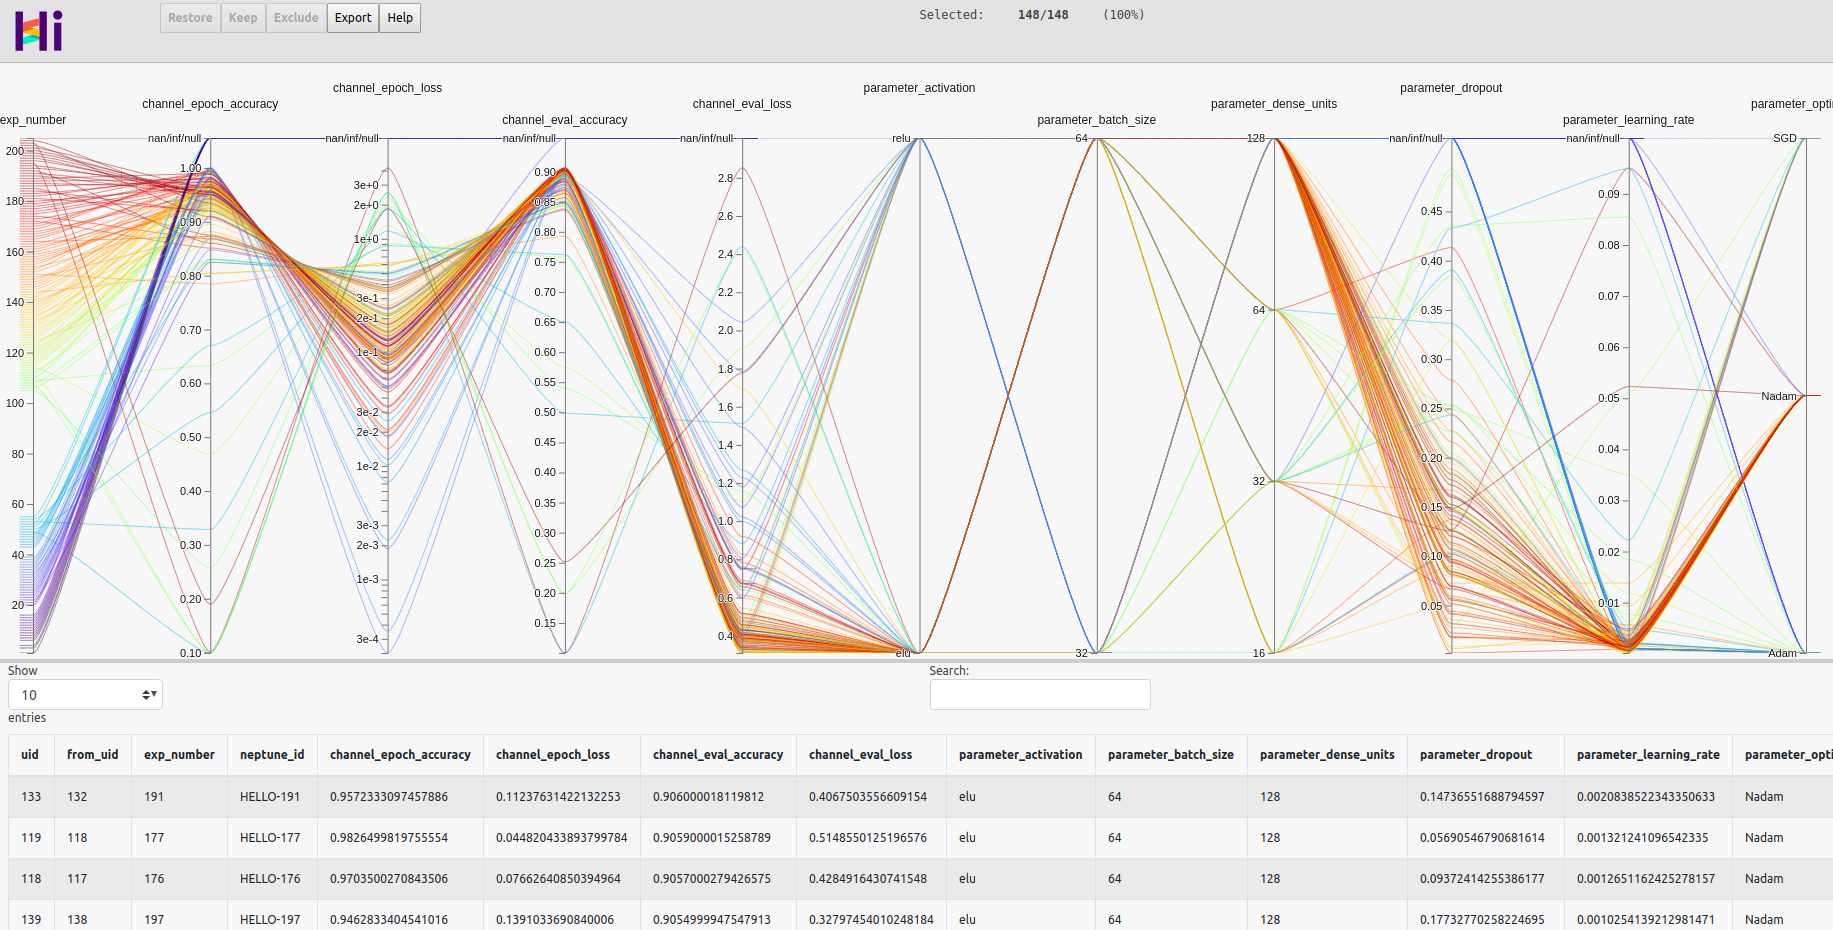 Hi
Restore Keep Exclude Export Help
Selected: 148/148 (100%)
channel_epoch_loss parameter_activation parameter_dropout
channel_epoch_accuracy channel_eval_loss parameter_dense_units parameter_opti
exp_number channel_eval_accuracy parameter_batch_size parameter_learning_rate
200
180
160
140
120
100
80
60
40
20
nan/inf/null
1.00
0.90
0.80
0.70
0.60
0.50
0.40
0.30
0.20
0.10
nan/inf/null
3e+0
2e+0
1e+0
3e-1
2e-1
1e-1
3e-2
2e-2
1e-2
3e-3
2e-3
1e-3
3e-4
nan/inf/null
0.90
0.85
0.80
0.75
0.70
0.65
0.60
0.55
0.50
0.45
0.40
0.35
0.30
0.25
0.20
0.15
nan/inf/null
2.8
2.6
2.4
2.2
2.0
1.8
1.6
1.4
1.2
1.0
0.8
0.6
0.4
relu
elu
64
32
128
64
32
16
nan/inf/null
0.45
0.40
0.35
0.30
0.25
0.20
0.15
0.10
0.05
nan/inf/null
0.09
0.08
0.07
0.06
0.05
0.04
0.03
0.02
0.01
SGD
Nadam
Adam
Show
10
entries
Search:
uid from_uid exp_number neptune_id channel_epoch_accuracy channel_epoch_loss channel_eval_accuracy channel_eval_loss parameter_activation parameter_batch_size parameter_dense_units parameter_dropout parameter_learning_rate parameter_opti
133 132 191 HELLO-191 0.9572333097457886 0.11237631422132253 0.906000018119812 0.4067503556609154 elu 64 128 0.14736551688794597 0.0020838522343350633 Nadam
119 118 177 HELLO-177 0.9826499819755554 0.044820433893799784 0.9059000015258789 0.5148550125196576 elu 64 128 0.05690546790681614 0.001321241096542335 Nadam
118 117 176 HELLO-176 0.9703500270843506 0.07662640850394964 0.9057000279426575 0.4284916430741548 elu 64 128 0.09372414255386177 0.0012651162425278157 Nadam
139 138 197 HELLO-197 0.9462833404541016 0.1391033690840006 0.9054999947547913 0.32797454010248184 elu 64 128 0.17732770258224695 0.0010254139212981471 Nadam